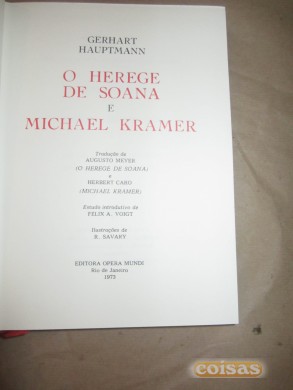 GERHART
HAUPTMANN
O HEREGE
DE SOANA
E
MICHAEL KRAMER
Tradução de
AUGUSTO MEYER
(O HEREGE DE SOANA)
e
HERBERT CARO
(MICHAEL KRAMER)
Estudo introdutivo de
FELIX A. VOIGT
Ilustrações de
R. SAVARY
EDITORA OPERA MUNDI
Rio de Janeiro
1973
coisas